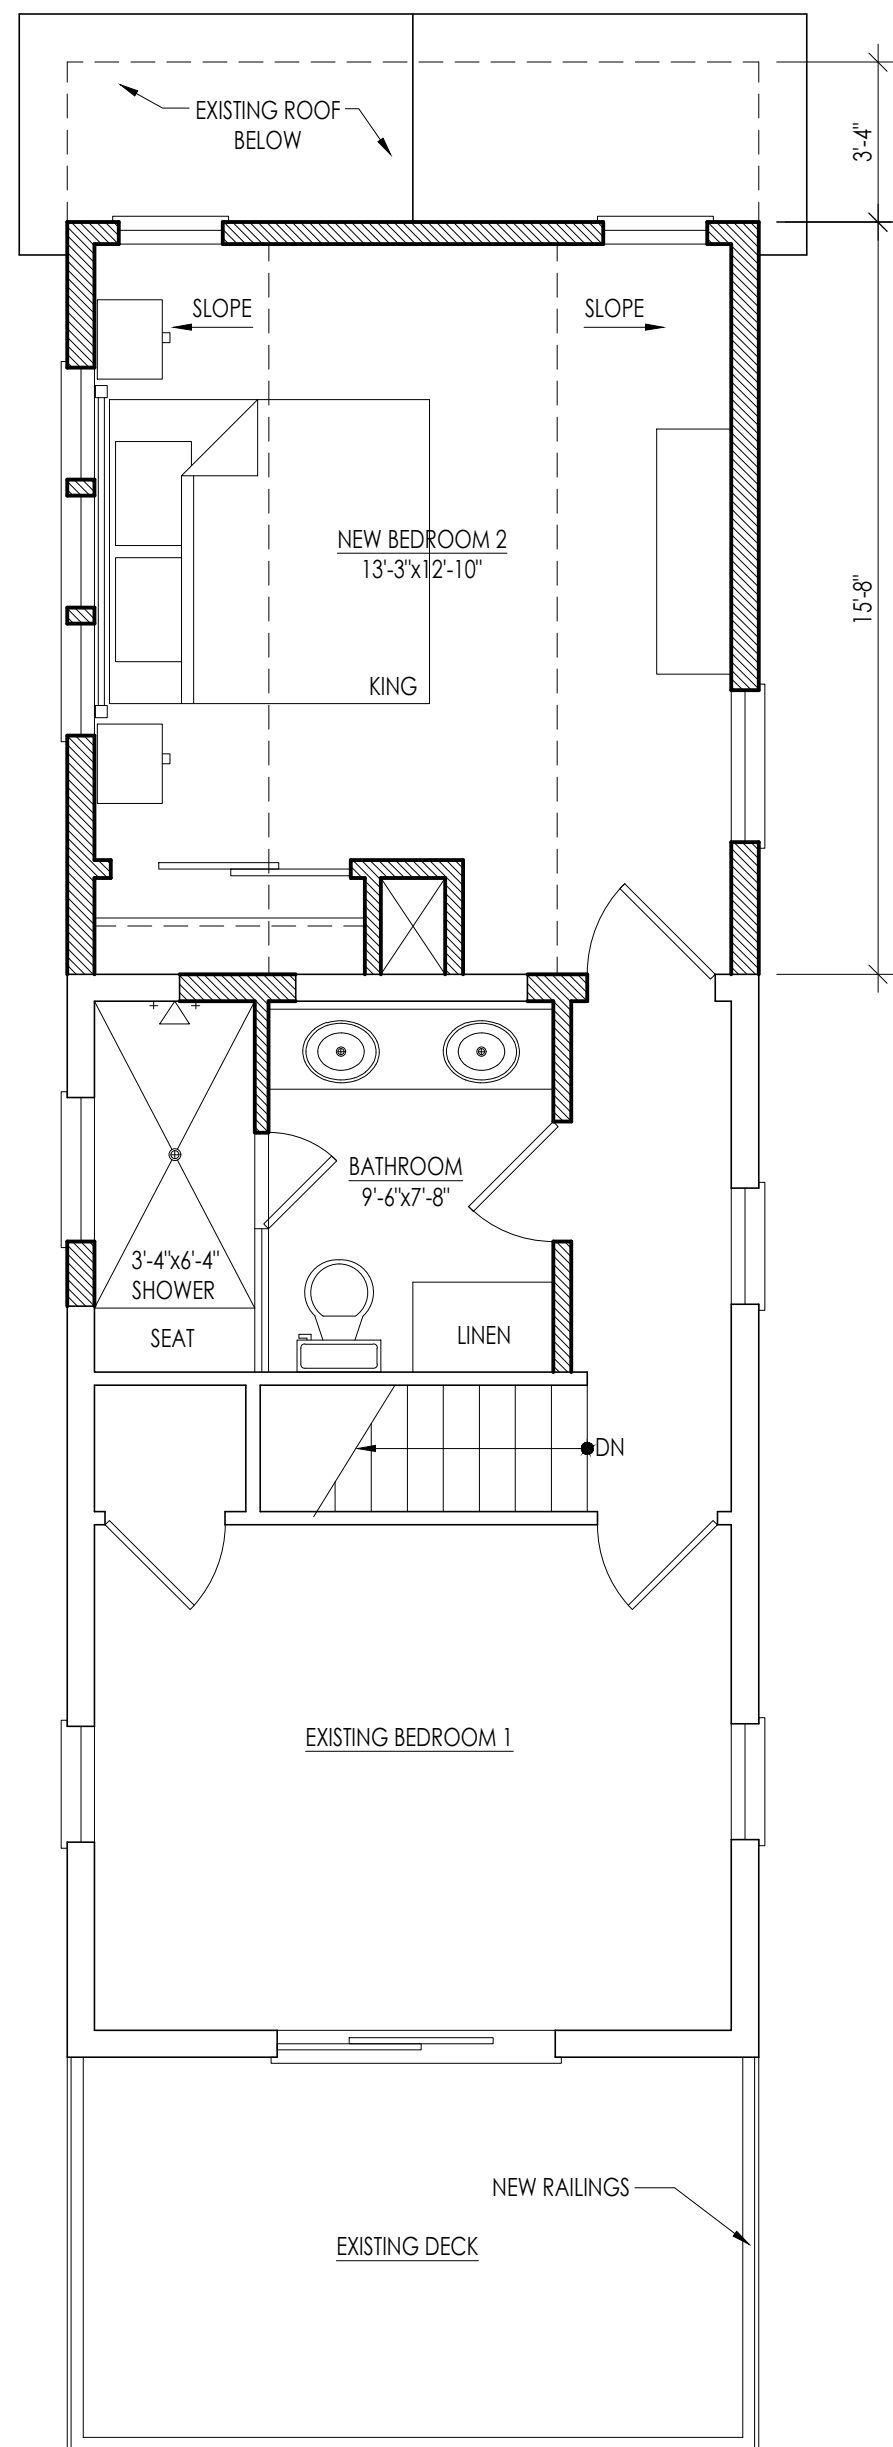 EXISTING ROOF
BELOW
3'-4"
SLOPE
SLOPE
NEW BEDROOM 2
13'-3"x12'-10"
15'-8"
KING
BATHROOM
9'-6"x7'-8"
3'-4"x6'-4"
SHOWER
SEAT
LINEN
DN
EXISTING BEDROOM 1
NEW RAILINGS
EXISTING DECK